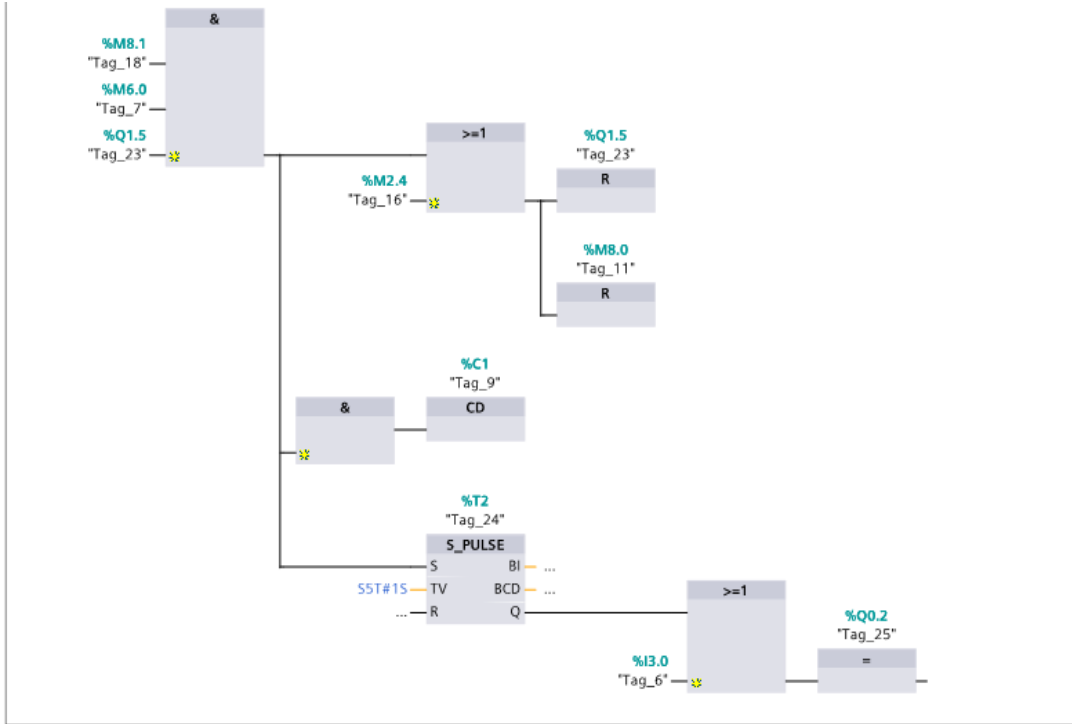 &
%M8.1
"Tag_18"
%M6.0
"Tag_7"
%Q1.5
"Tag_23"
>=1
%M2.4
"Tag_16"
%Q1.5
"Tag_23"
R
%M8.0
"Tag_11"
R
%C1
"Tag_9"
& CD
%T2
"Tag_24"
S_PULSE
S BI ...
S5T#1S TV BCD ...
... R Q
>=1
%I3.0
"Tag_6"
%Q0.2
"Tag_25"
=